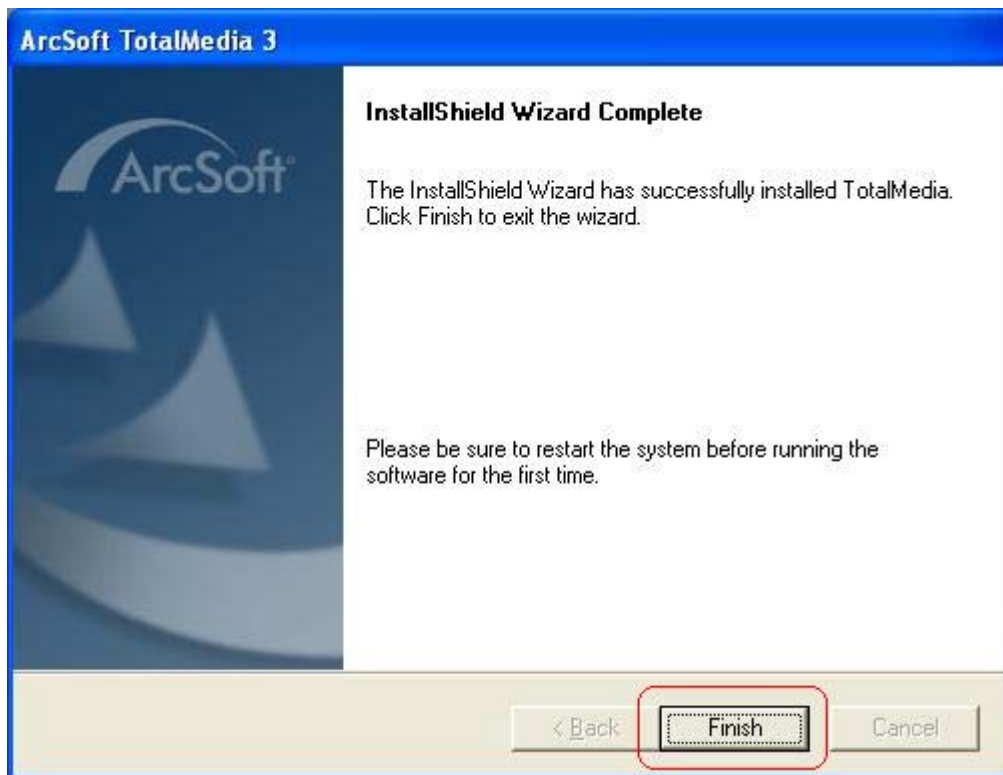 ArcSoft TotalMedia 3
ArcSoft
InstallShield Wizard Complete
The InstallShield Wizard has successfully installed TotalMedia.
Click Finish to exit the wizard.
Please be sure to restart the system before running the
software for the first time.
< Back
Finish
Cancel